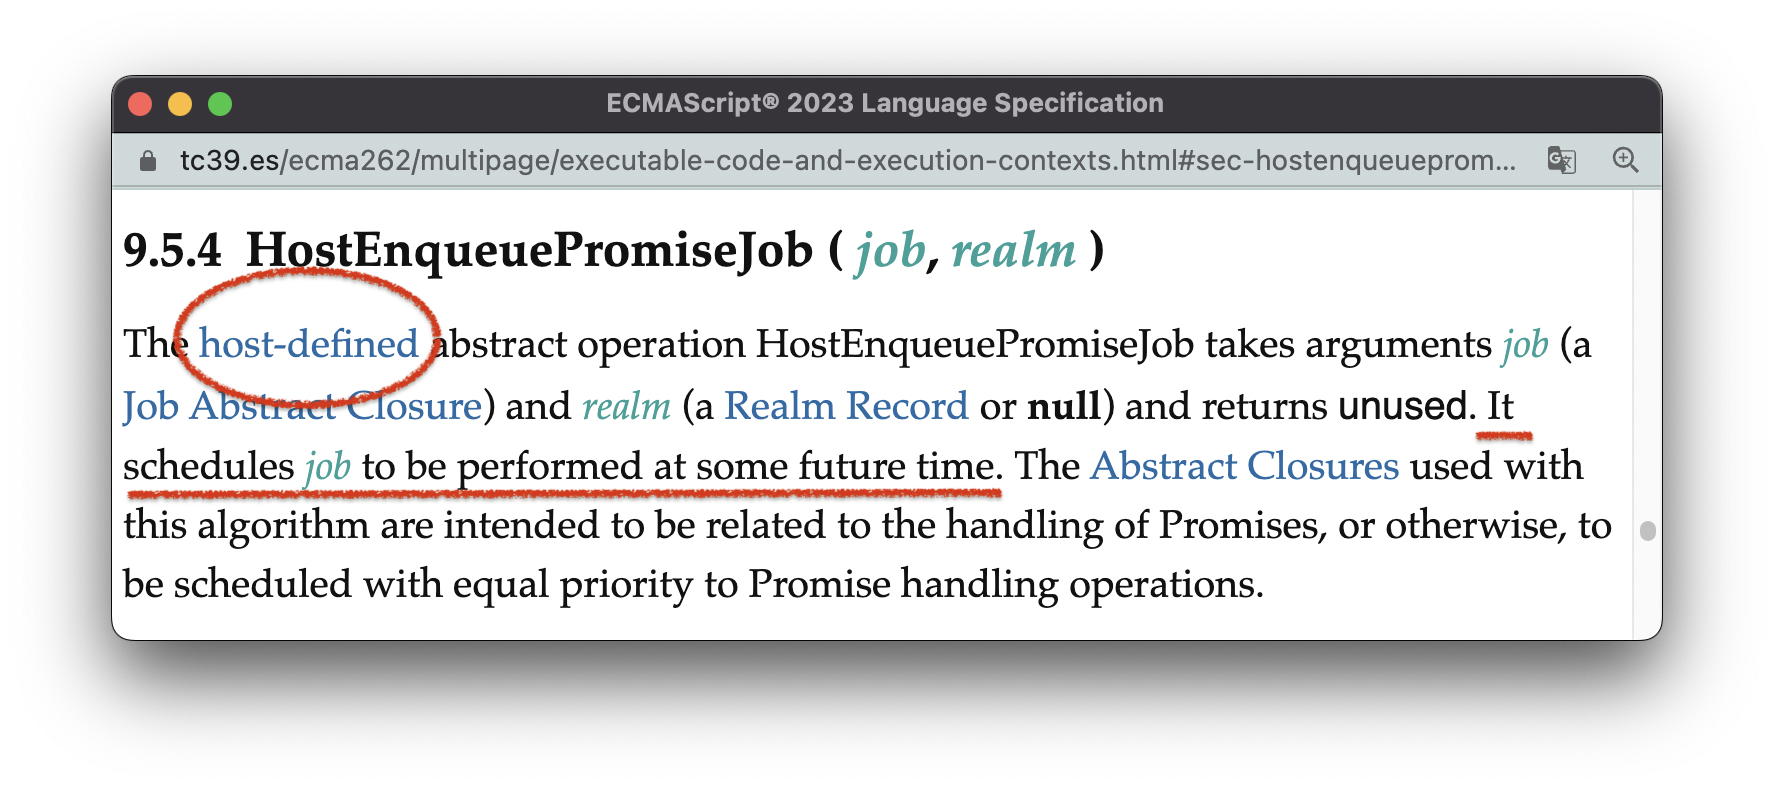 ECMAScript® 2023 Language Specification
tc39.es/ecma262/multipage/executable-code-and-execution-contexts.html#sec-hostenqueueprom...
9.5.4 HostEnqueuePromiseJob ( job, realm )
The host-defined abstract operation HostEnqueuePromiseJob takes arguments job (a
Job Abstract Closure) and realm (a Realm Record or null) and returns unused. It
schedules job to be performed at some future time. The Abstract Closures used with
this algorithm are intended to be related to the handling of Promises, or otherwise, to
be scheduled with equal priority to Promise handling operations.